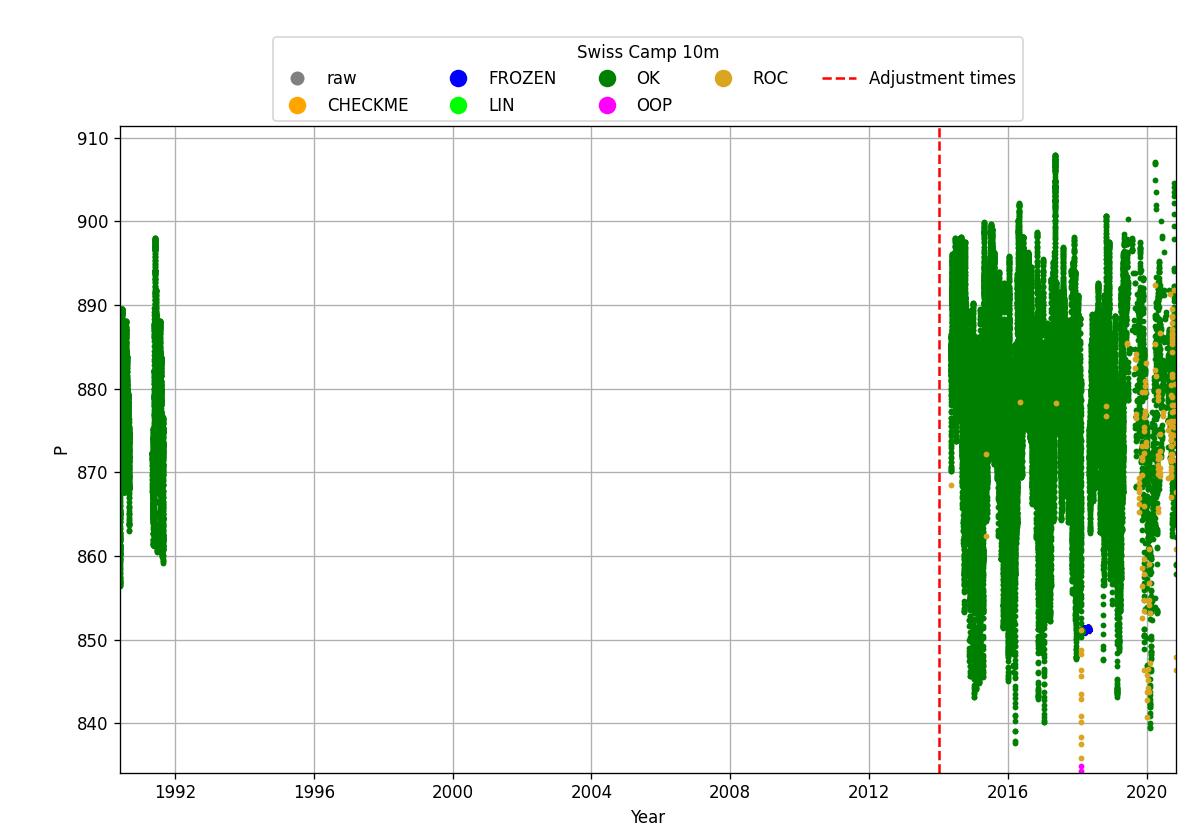 Swiss Camp 10m
raw FROZEN OK ROC Adjustment times
CHECKME LIN OOP
910
900
890
880
870
860
850
840
P
1992 1996 2000 2004 2008 2012 2016 2020
Year